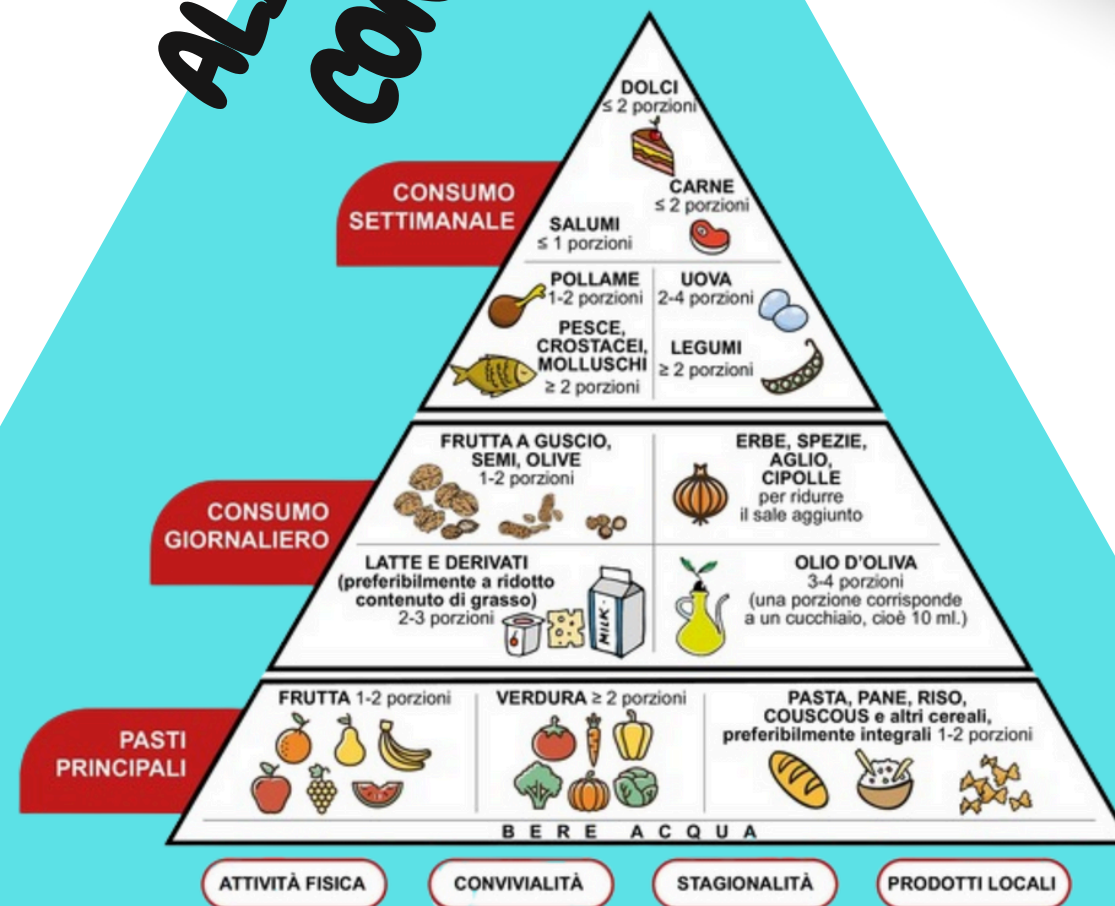 DOLCI
≤ 2 porzioni
CONSUMO
SETTIMANALE
CARNE
≤ 2 porzioni
SALUMI
≤ 1 porzioni
POLLAME
1-2 porzioni
UOVA
2-4 porzioni
PESCE,
CROSTACEI,
MOLLUSCHI
≥ 2 porzioni
LEGUMI
≥ 2 porzioni
CONSUMO
GIORNALIERO
FRUTTA A GUSCIO,
SEMI, OLIVE
1-2 porzioni
ERBE, SPEZIE,
AGLIO,
CIPOLLE
per ridurre
il sale aggiunto
LATTE E DERIVATI
(preferibilmente a ridotto
contenuto di grasso)
2-3 porzioni
MILK
OLIO D'OLIVA
3-4 porzioni
(una porzione corrisponde
a un cucchiaio, cioè 10 ml.)
PASTI
PRINCIPALI
FRUTTA 1-2 porzioni
VERDURA ≥ 2 porzioni
PASTA, PANE, RISO,
COUSCOUS e altri cereali,
preferibilmente integrali 1-2 porzioni
BERE ACQUA
ATTIVITÀ FISICA
CONVIVIALITÀ
STAGIONALITÀ
PRODOTTI LOCALI